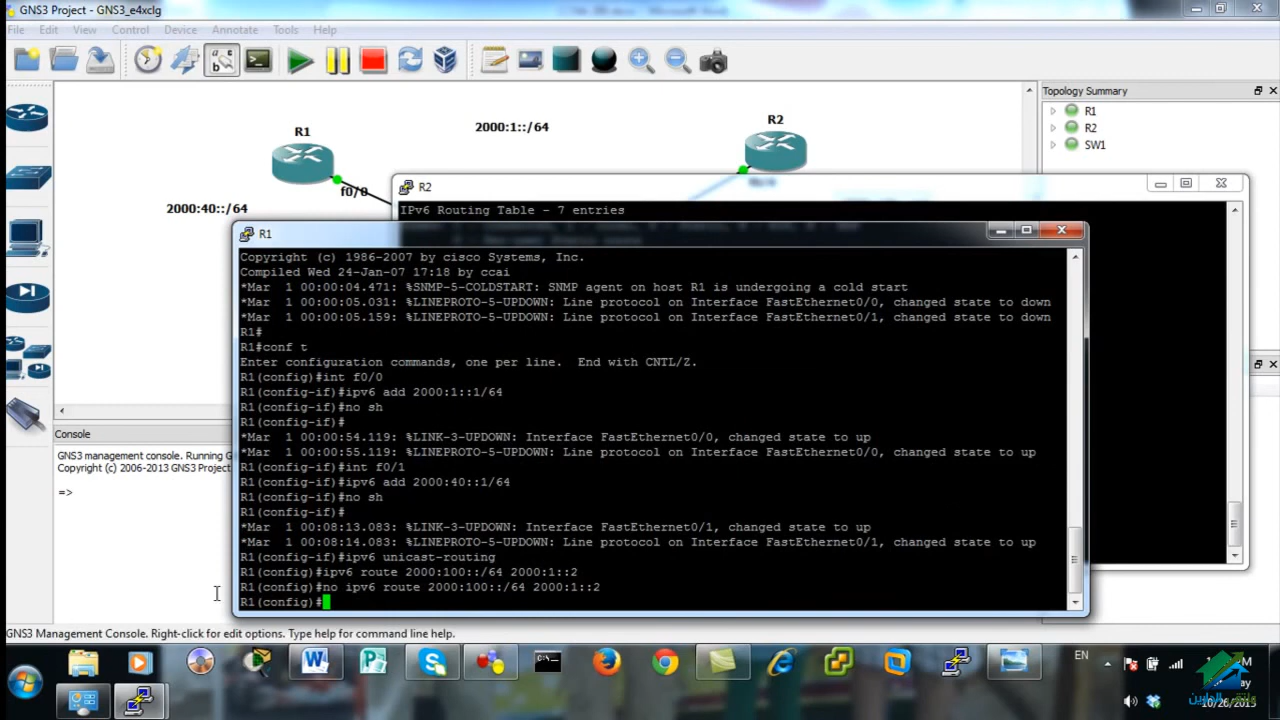 GNS3 Project - GNS3_e4xclg
File Edit View Control Device Annotate Tools Help
Topology Summary
R1
R2
SW1
R1
2000:1::/64
R2
f0/0
2000:40::/64
R2
IPv6 Routing Table - 7 entries
R1
Copyright (c) 1986-2007 by cisco Systems, Inc.
Compiled Wed 24-Jan-07 17:18 by ccai
*Mar  1 00:00:04.471: %SNMP-5-COLDSTART: SNMP agent on host R1 is undergoing a cold start
*Mar  1 00:00:05.031: %LINEPROTO-5-UPDOWN: Line protocol on Interface FastEthernet0/0, changed state to down
*Mar  1 00:00:05.159: %LINEPROTO-5-UPDOWN: Line protocol on Interface FastEthernet0/1, changed state to down
R1#
R1#conf t
Enter configuration commands, one per line.  End with CNTL/Z.
R1(config)#int f0/0
R1(config-if)#ipv6 add 2000:1::1/64
R1(config-if)#no sh
R1(config-if)#
*Mar  1 00:00:54.119: %LINK-3-UPDOWN: Interface FastEthernet0/0, changed state to up
*Mar  1 00:00:55.119: %LINEPROTO-5-UPDOWN: Line protocol on Interface FastEthernet0/0, changed state to up
R1(config-if)#int f0/1
R1(config-if)#ipv6 add 2000:40::1/64
R1(config-if)#no sh
R1(config-if)#
*Mar  1 00:08:13.083: %LINK-3-UPDOWN: Interface FastEthernet0/1, changed state to up
*Mar  1 00:08:14.083: %LINEPROTO-5-UPDOWN: Line protocol on Interface FastEthernet0/1, changed state to up
R1(config-if)#ipv6 unicast-routing
R1(config)#ipv6 route 2000:100::/64 2000:1::2
R1(config)#no ipv6 route 2000:100::/64 2000:1::2
R1(config)#
Console
GNS3 management console. Running GN
Copyright (c) 2006-2013 GNS3 Project
=>
GNS3 Management Console. Right-click for edit options. Type help for command line help.
EN
10/26/2015